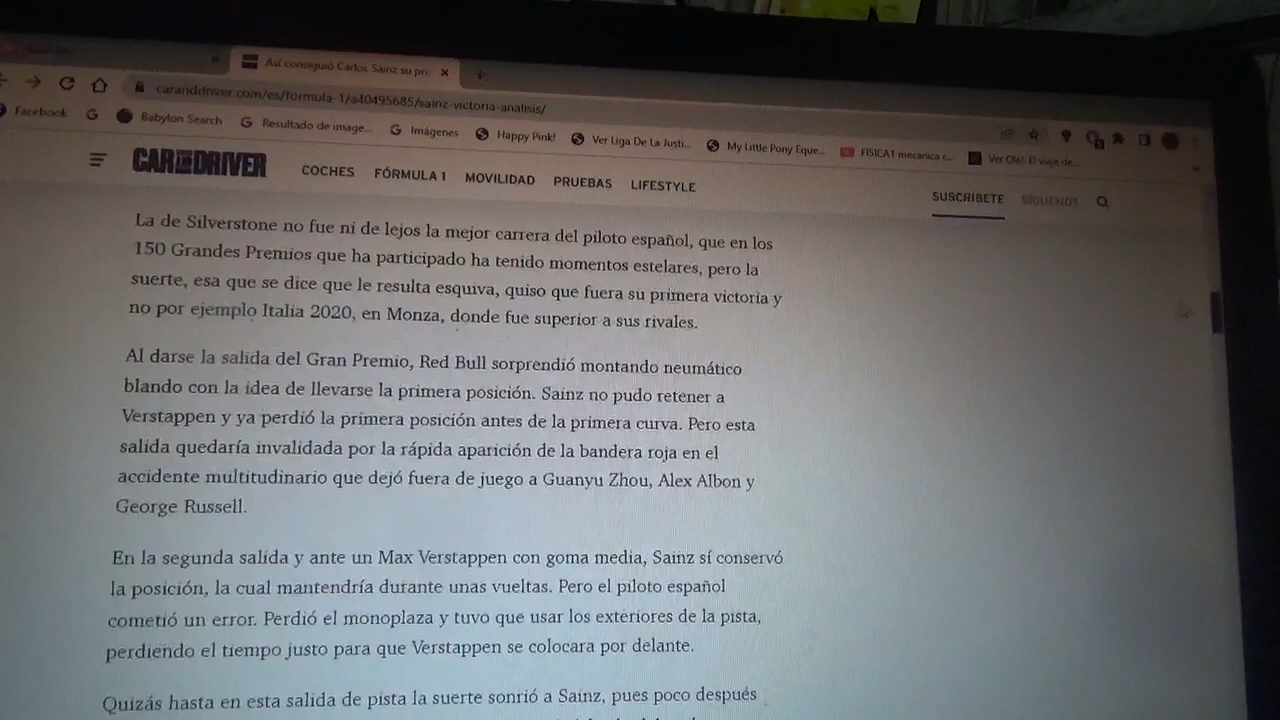 Así consiguió Carlos Sainz su pri
carandriver.com/es/formula-1/a40495685/sainz-victoria-analisis/
Facebook Babylon Search Resultado de image... Imágenes Happy Pink! Ver Liga De La Justi... My Little Pony Eque... FISICA1 mecanica c... Ver Olé! El viaje de...
CAR AND DRIVER COCHES FÓRMULA 1 MOVILIDAD PRUEBAS LIFESTYLE SUSCRÍBETE SÍGUENOS
La de Silverstone no fue ni de lejos la mejor carrera del piloto español, que en los
150 Grandes Premios que ha participado ha tenido momentos estelares, pero la
suerte, esa que se dice que le resulta esquiva, quiso que fuera su primera victoria y
no por ejemplo Italia 2020, en Monza, donde fue superior a sus rivales.
Al darse la salida del Gran Premio, Red Bull sorprendió montando neumático
blando con la idea de llevarse la primera posición. Sainz no pudo retener a
Verstappen y ya perdió la primera posición antes de la primera curva. Pero esta
salida quedaría invalidada por la rápida aparición de la bandera roja en el
accidente multitudinario que dejó fuera de juego a Guanyu Zhou, Alex Albon y
George Russell.
En la segunda salida y ante un Max Verstappen con goma media, Sainz sí conservó
la posición, la cual mantendría durante unas vueltas. Pero el piloto español
cometió un error. Perdió el monoplaza y tuvo que usar los exteriores de la pista,
perdiendo el tiempo justo para que Verstappen se colocara por delante.
Quizás hasta en esta salida de pista la suerte sonrió a Sainz, pues poco después